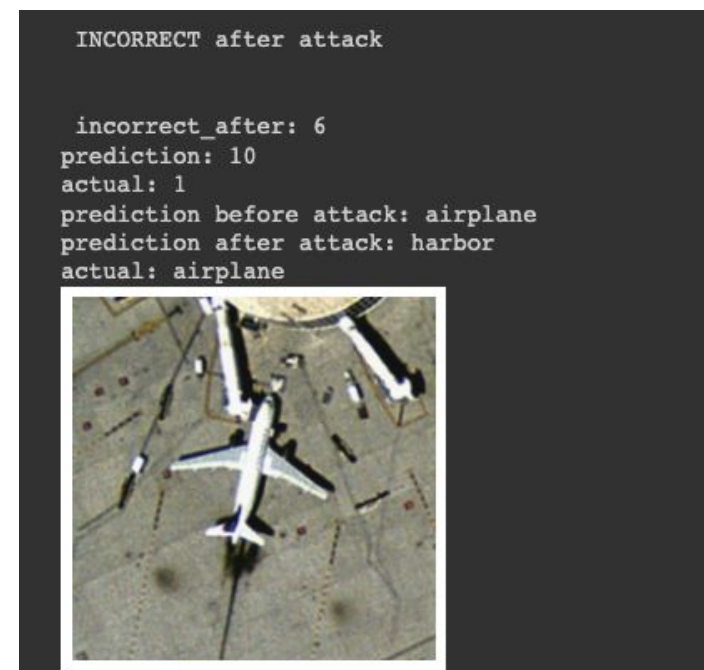 INCORRECT after attack
incorrect_after: 6
prediction: 10
actual: 1
prediction before attack: airplane
prediction after attack: harbor
actual: airplane